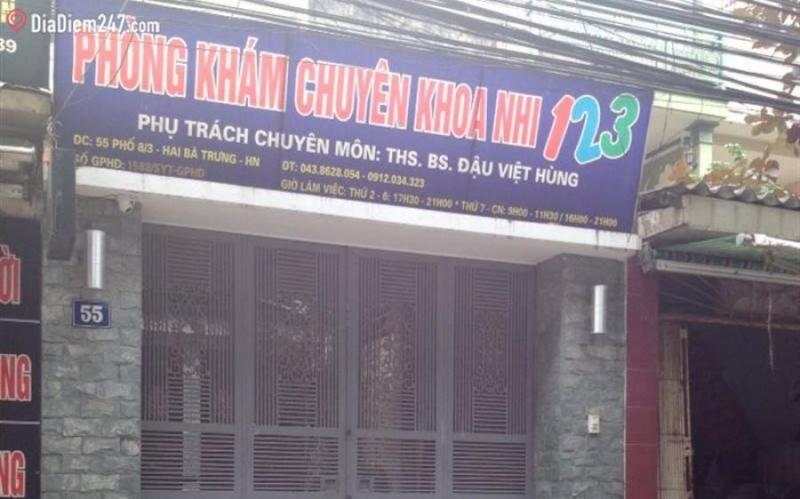 DiaDiem247.com
39
PHÒNG KHÁM CHUYÊN KHOA NHI 123
PHỤ TRÁCH CHUYÊN MÔN: THS. BS. ĐẬU VIỆT HÙNG
ĐC: 55 PHỐ 8/3 - HAI BÀ TRƯNG - HN
ĐT: 043.8628.054 - 0912.034.323
SỐ GPHĐ: 1688/SYT-GPHĐ
GIỜ LÀM VIỆC: THỨ 2 - 6: 17H30 - 21H00 * THỨ 7 - CN: 9H00 - 11H30 / 16H00 - 21H00
55